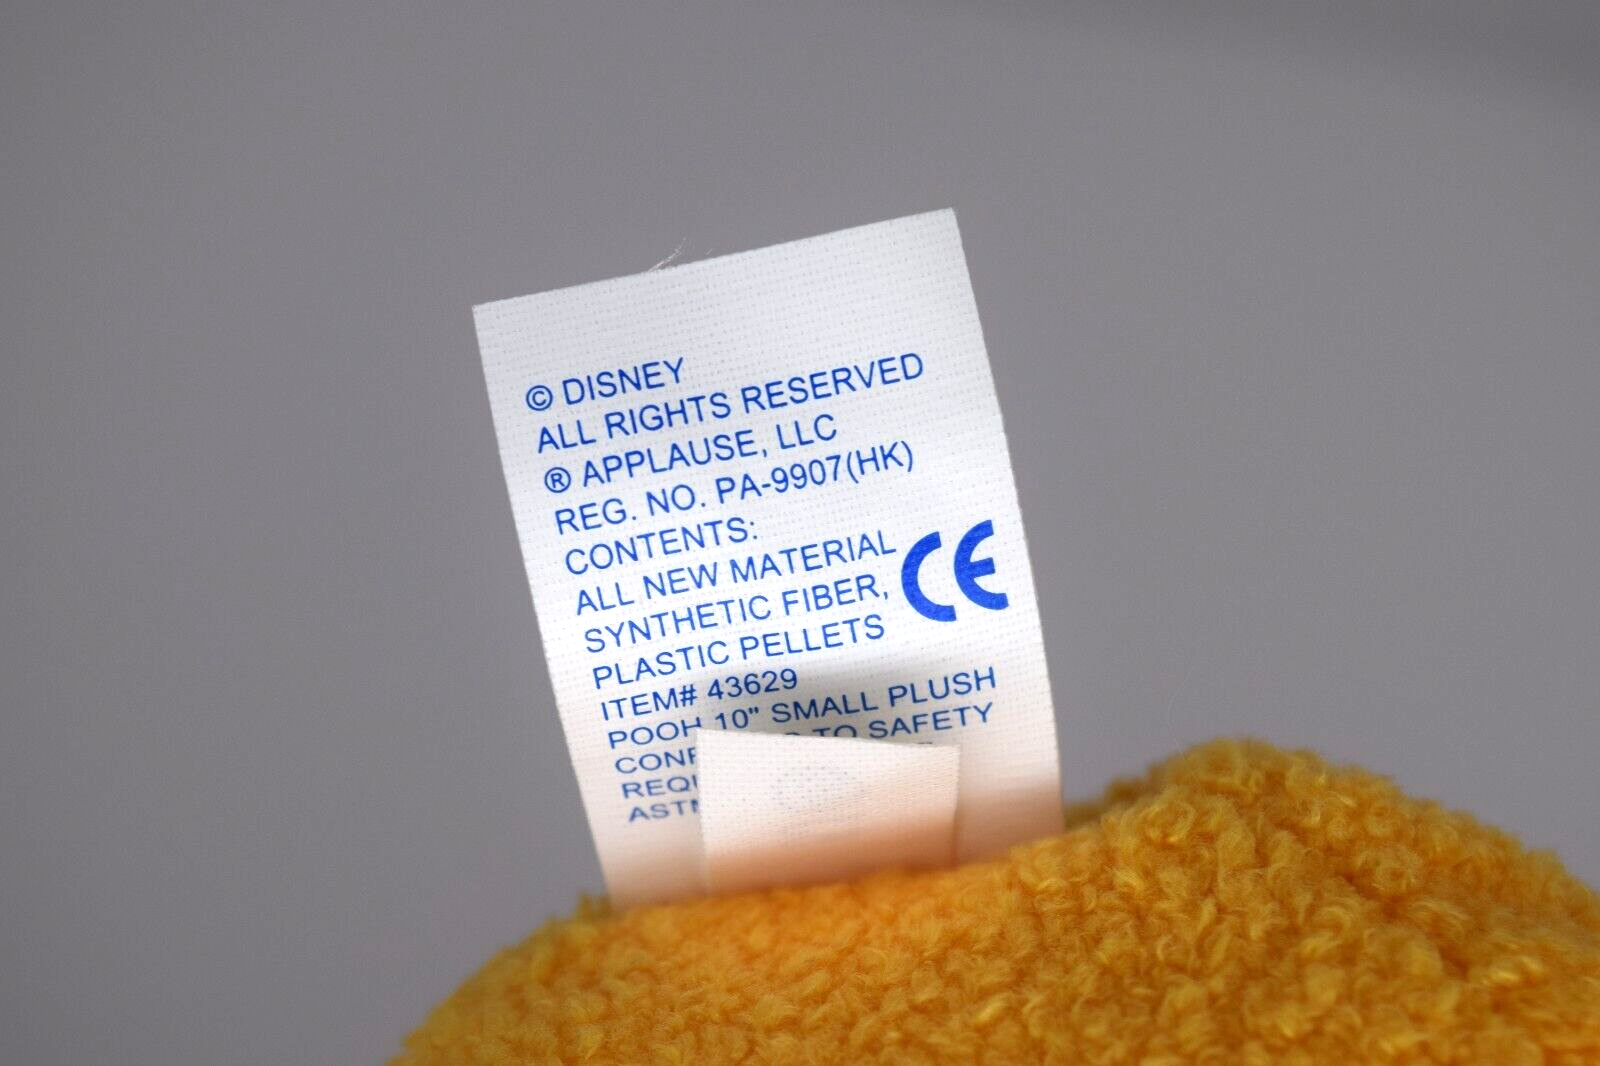 © DISNEY
ALL RIGHTS RESERVED
® APPLAUSE, LLC
REG. NO. PA-9907(HK)
CONTENTS:
ALL NEW MATERIAL
SYNTHETIC FIBER,
PLASTIC PELLETS
CE
ITEM# 43629
POOH 10" SMALL PLUSH
TO SAFETY